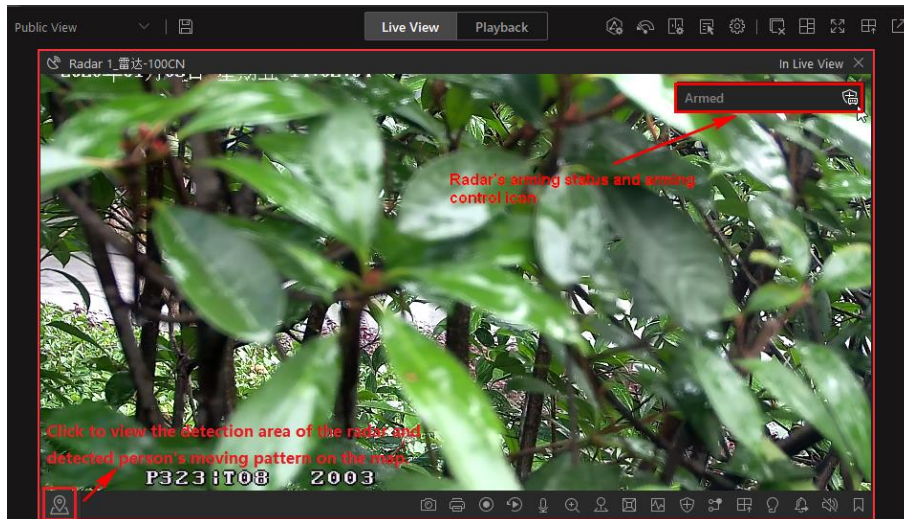 Public View
Live View
Playback
Radar 1_雷达-100CN
In Live View
Armed
Radar's arming status and arming
control icon
Click to view the detection area of the radar and
detected person's moving pattern on the map.
2003